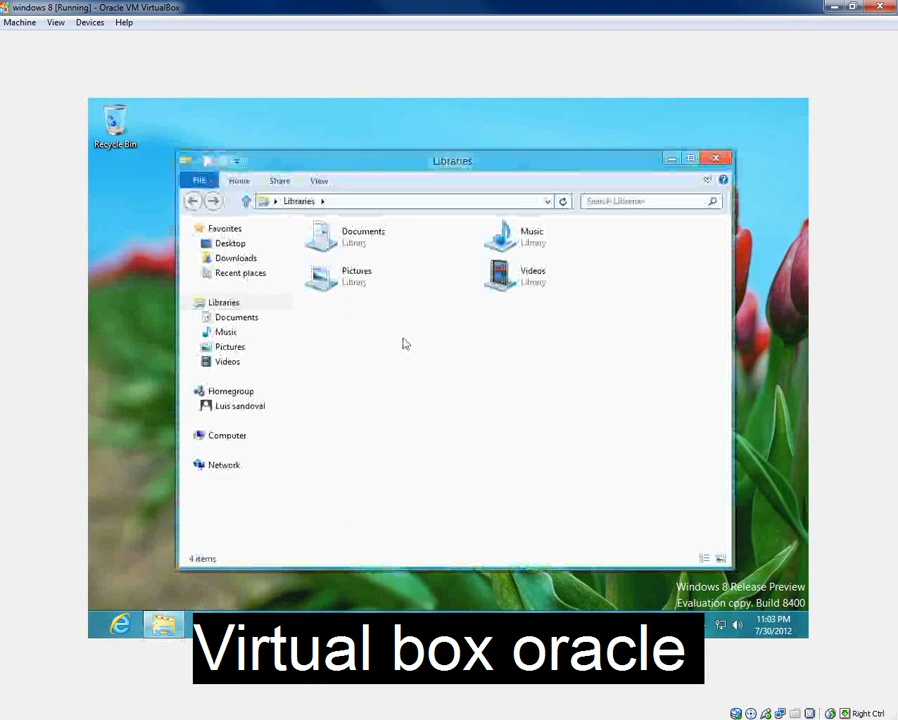 windows 8 [Running] - Oracle VM VirtualBox
Machine View Devices Help
Recycle Bin
Libraries
File Home Share View
Libraries
Search Libraries
Favorites
Desktop
Downloads
Recent places
Libraries
Documents
Music
Pictures
Videos
Homegroup
Luis sandoval
Computer
Network
Documents
Library
Music
Library
Pictures
Library
Videos
Library
4 items
Windows 8 Release Preview
Evaluation copy. Build 8400
11:03 PM
7/30/2012
Virtual box oracle
Right Ctrl